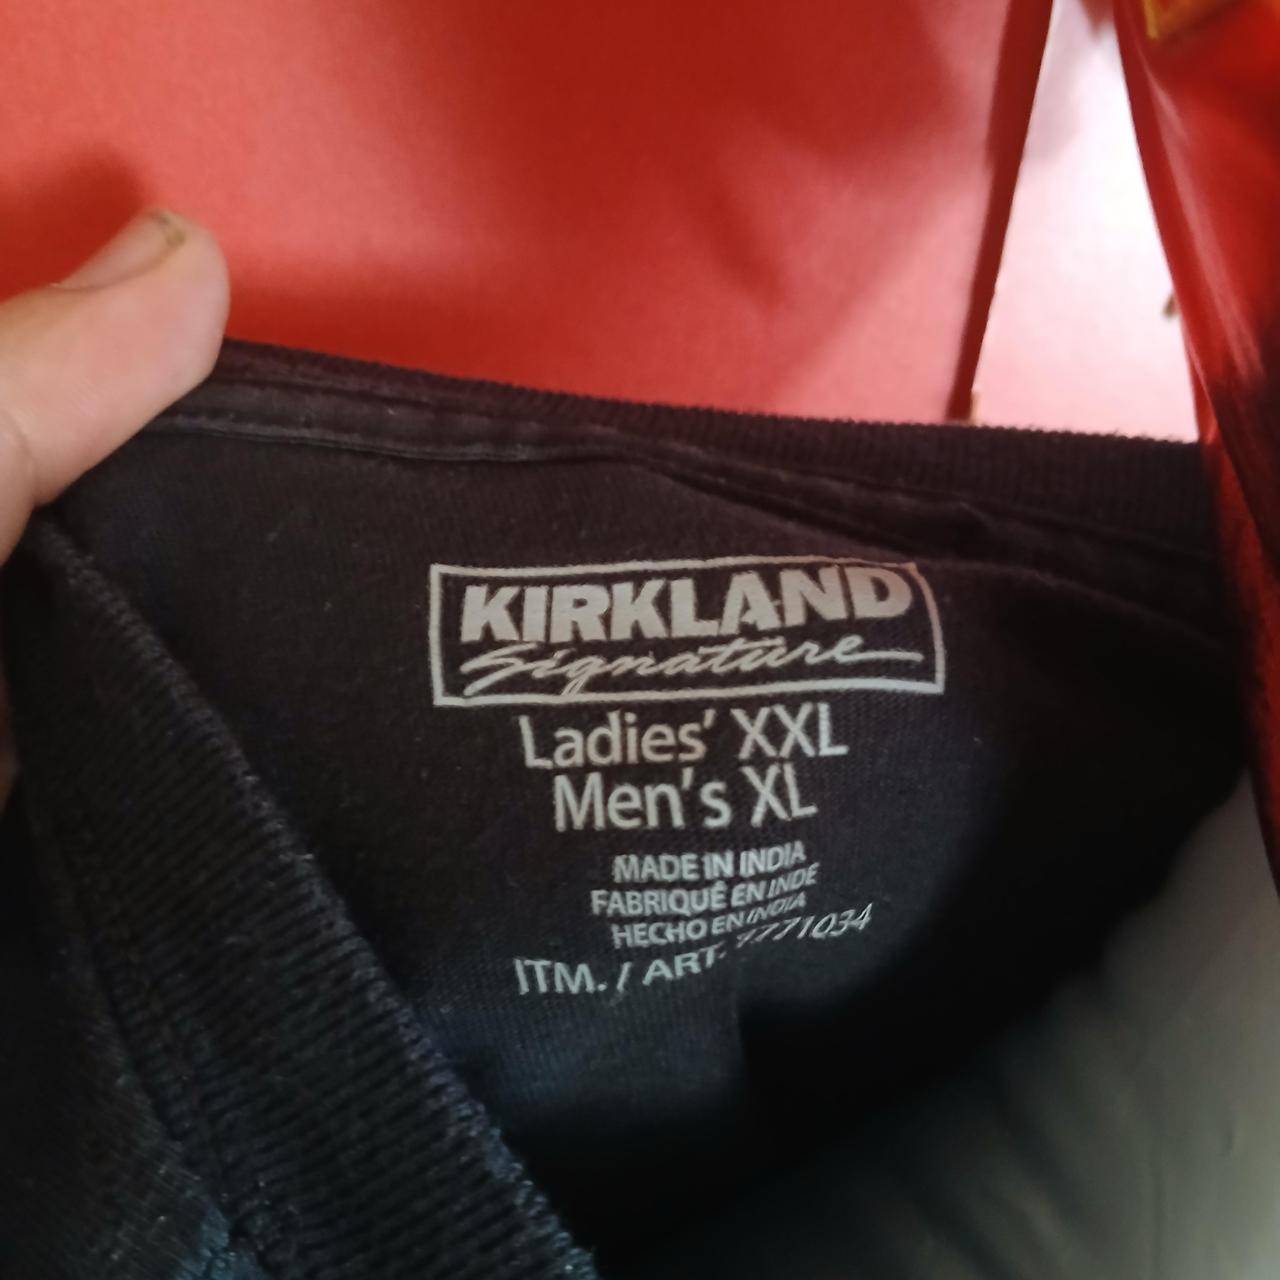 KIRKLAND
Signature
Ladies' XXL
Men's XL
MADE IN INDIA
FABRIQUÉ EN INDE
HECHO EN INDIA
ITM. / ART.